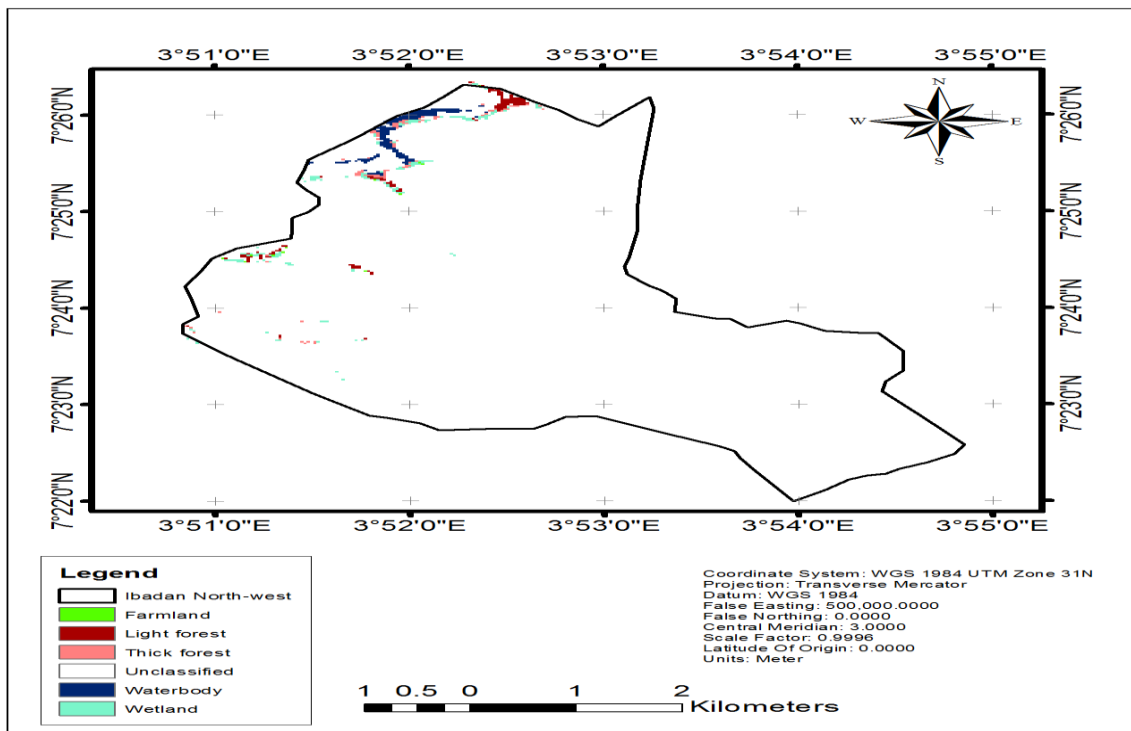 3°51'0"E 3°52'0"E 3°53'0"E 3°54'0"E 3°55'0"E
N
W E
S
7°26'0"N 7°26'0"N
7°25'0"N 7°25'0"N
7°24'0"N 7°24'0"N
7°23'0"N 7°23'0"N
7°22'0"N 7°22'0"N
3°51'0"E 3°52'0"E 3°53'0"E 3°54'0"E 3°55'0"E
Legend
Ibadan North-west
Farmland
Light forest
Thick forest
Unclassified
Waterbody
Wetland
Coordinate System: WGS 1984 UTM Zone 31N
Projection: Transverse Mercator
Datum: WGS 1984
False Easting: 500,000.0000
False Northing: 0.0000
Central Meridian: 3.0000
Scale Factor: 0.9996
Latitude Of Origin: 0.0000
Units: Meter
1 0.5 0 1 2
Kilometers